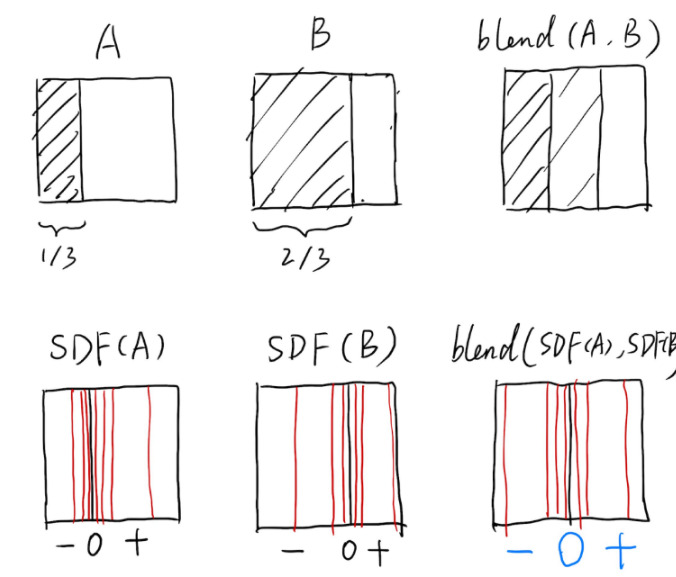 A
B
blend (A. B)
1/3
2/3
SDF(A)
SDF (B)
blend(SDF(A), SDF(B
- 0 +
- 0 +
- 0 +